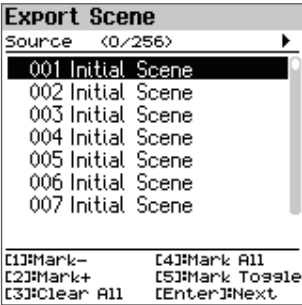 Export Scene
Source <0/256>
001 Initial Scene
002 Initial Scene
003 Initial Scene
004 Initial Scene
005 Initial Scene
006 Initial Scene
007 Initial Scene
[1]:Mark- [4]:Mark All
[2]:Mark+ [5]:Mark Toggle
[3]:Clear All [Enter]:Next